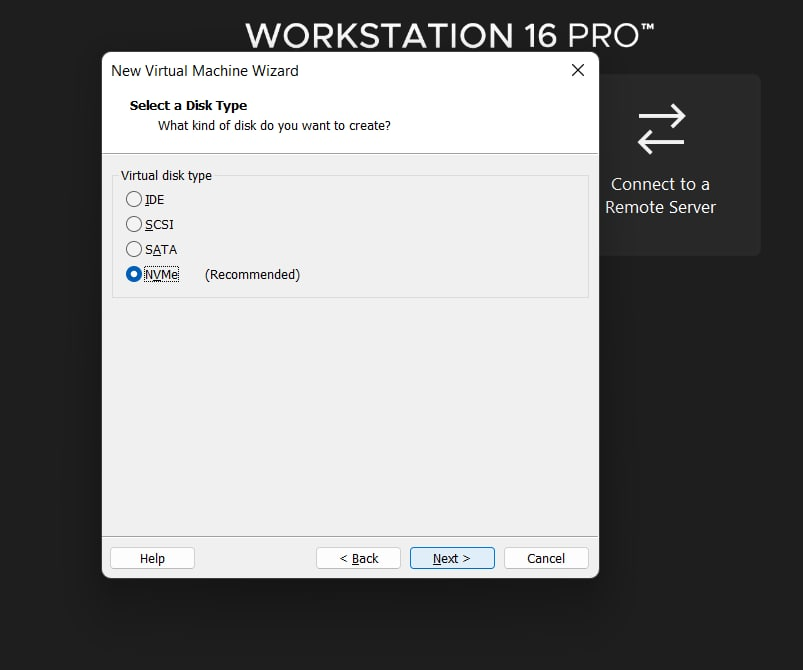 WORKSTATION 16 PRO™
New Virtual Machine Wizard
Select a Disk Type
What kind of disk do you want to create?
Virtual disk type
IDE
SCSI
SATA
NVMe (Recommended)
Help
< Back
Next >
Cancel
Connect to a
Remote Server